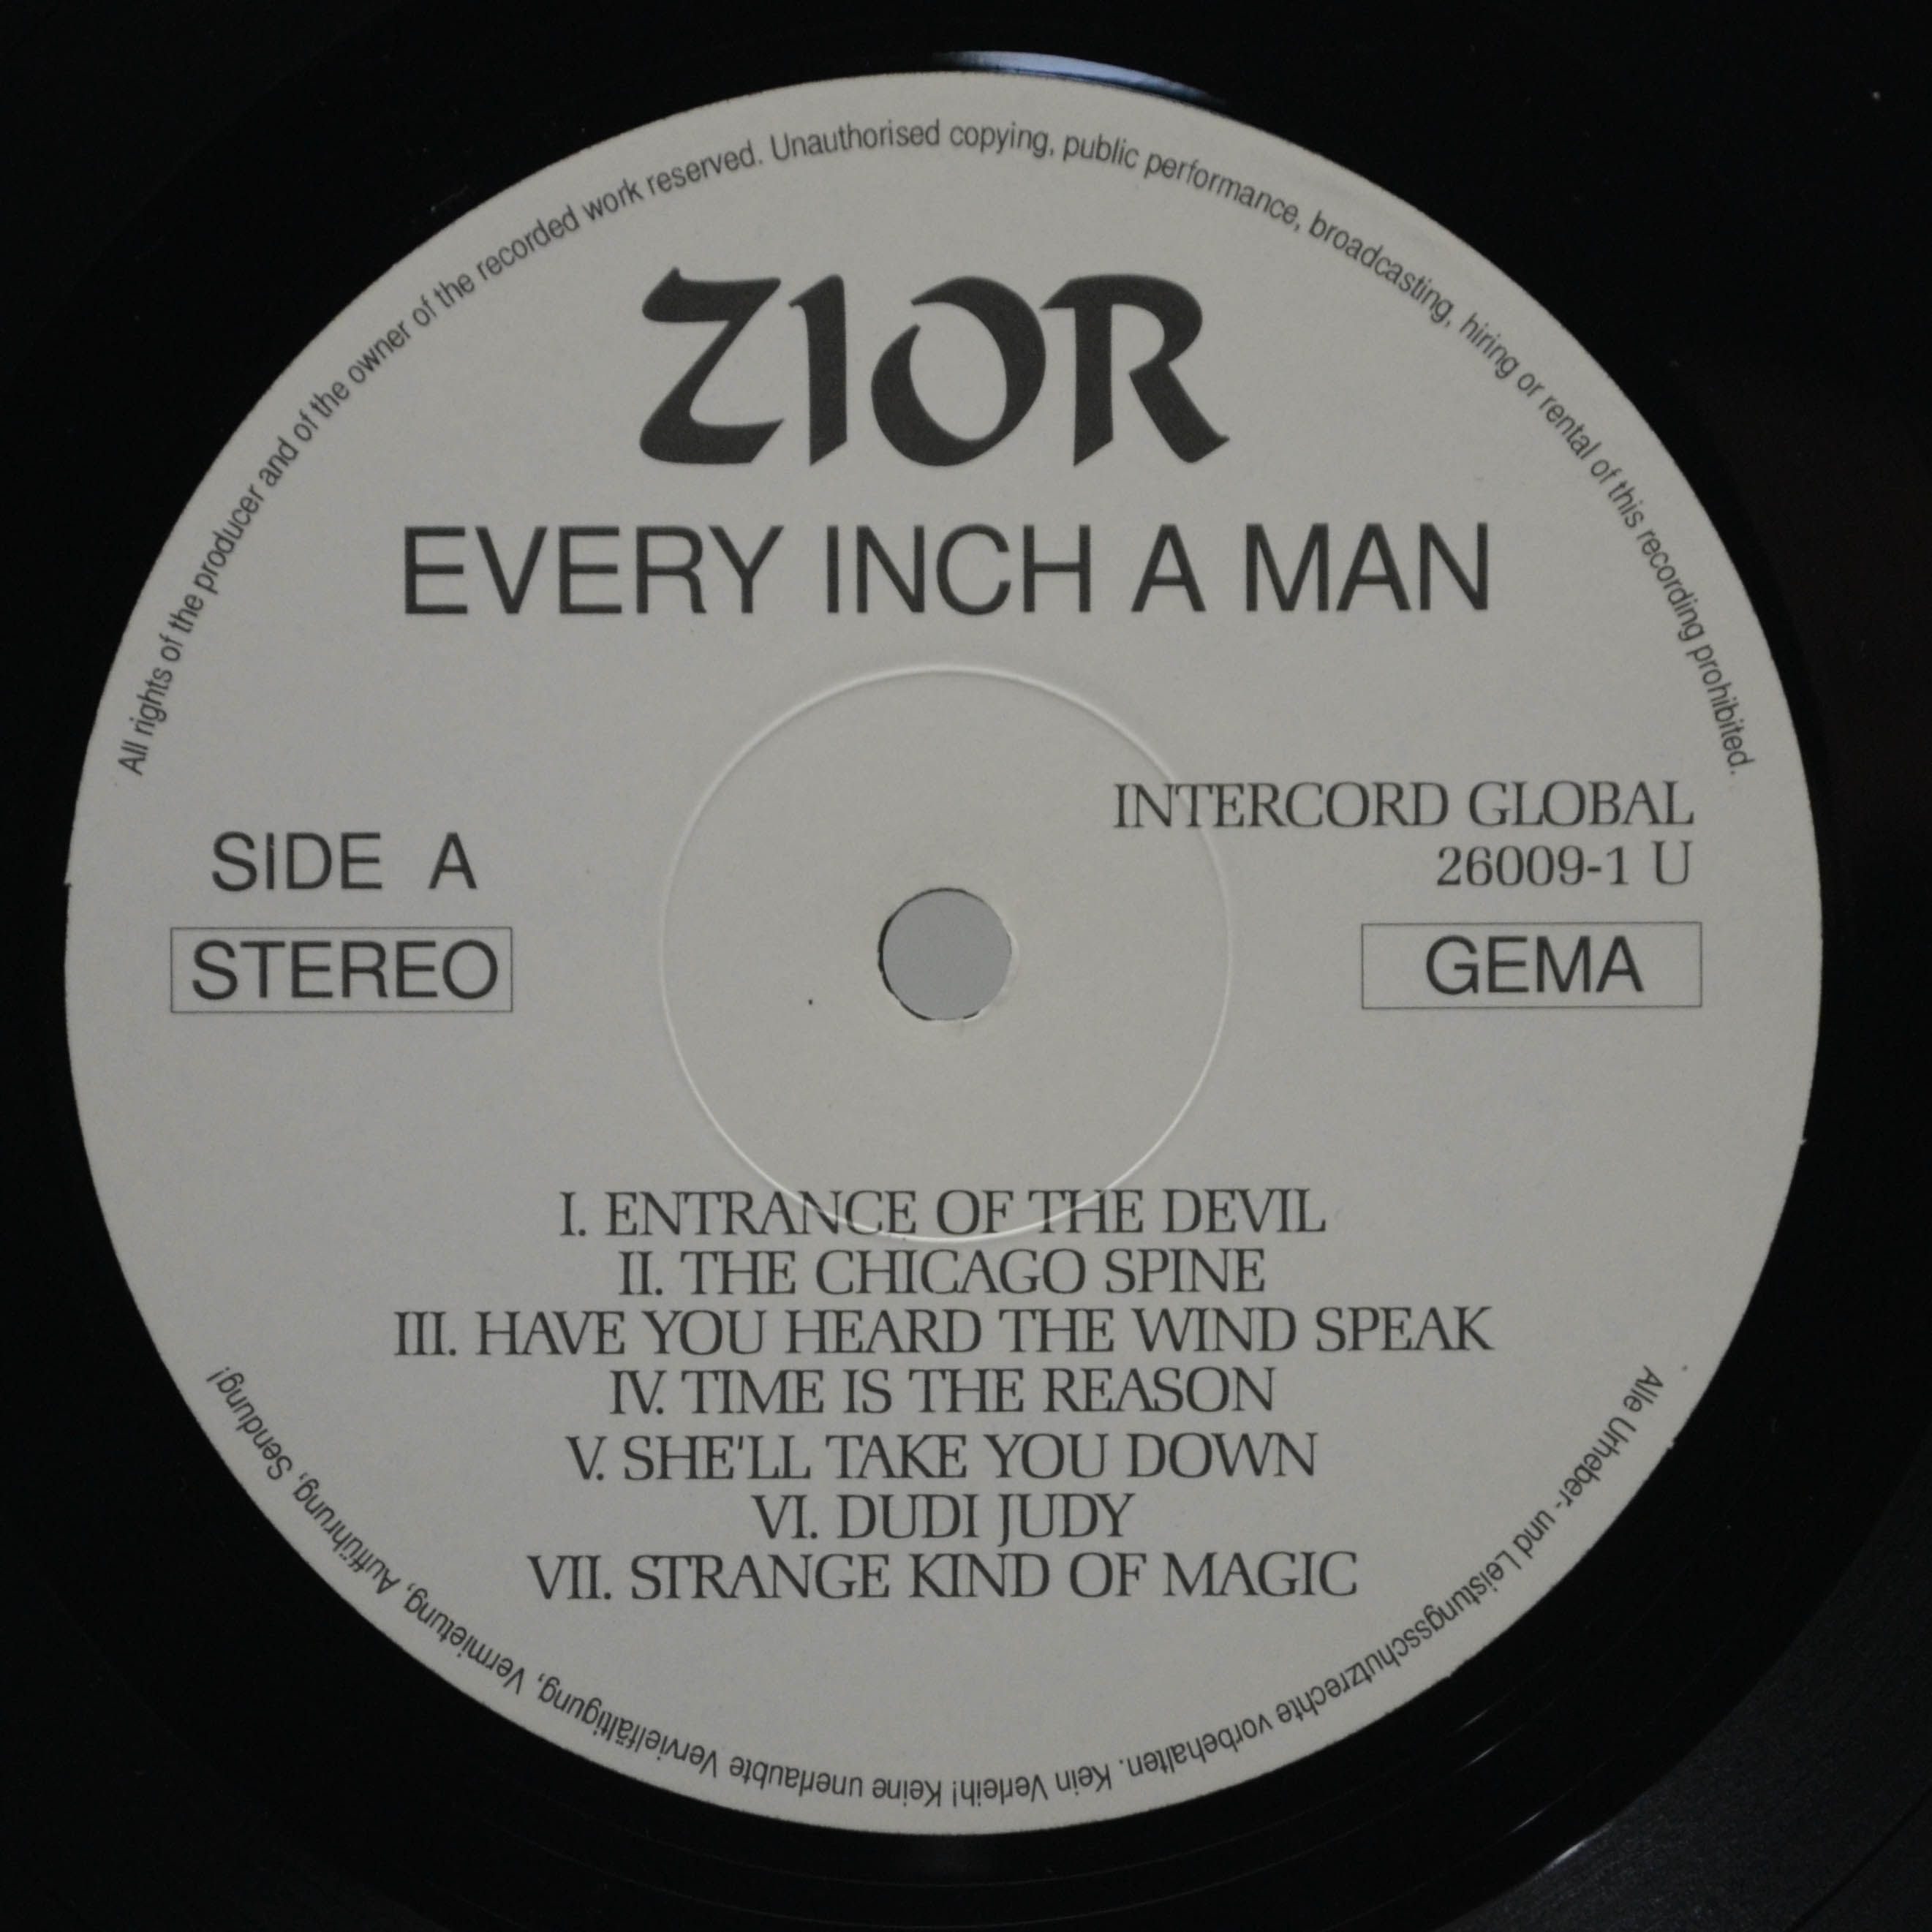 All rights of the producer and of the owner of the recorded work reserved. Unauthorised copying, public performance, broadcasting, hiring or rental of this recording prohibited.
ZIOR
EVERY INCH A MAN
INTERCORD GLOBAL
26009-1 U
SIDE A
STEREO
GEMA
I. ENTRANCE OF THE DEVIL
II. THE CHICAGO SPINE
III. HAVE YOU HEARD THE WIND SPEAK
IV. TIME IS THE REASON
V. SHE'LL TAKE YOU DOWN
VI. DUDI JUDY
VII. STRANGE KIND OF MAGIC
Alle Urheber- und Leistungsschutzrechte vorbehalten. Kein Verleih! Keine unerlaubte Vervielfältigung, Vermietung, Aufführung, Sendung!